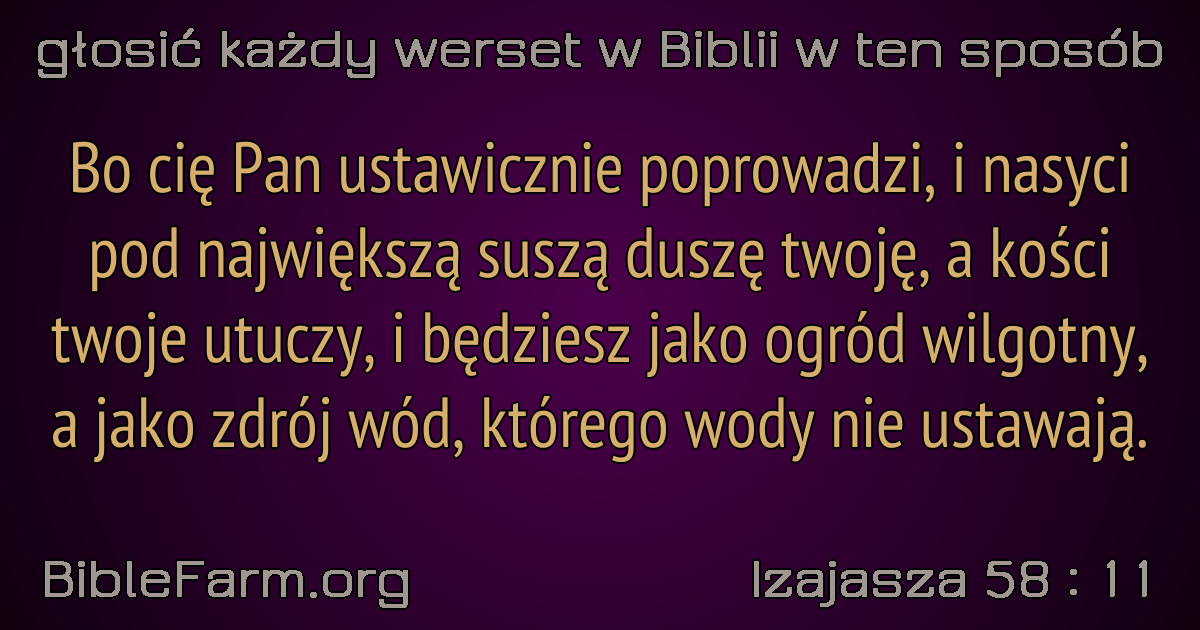 głosić każdy werset w Biblii w ten sposób
Bo cię Pan ustawicznie poprowadzi, i nasyci
pod największą suszą duszę twoję, a kości
twoje utuczy, i będziesz jako ogród wilgotny,
a jako zdrój wód, którego wody nie ustawają.
BibleFarm.org
Izajasza 58 : 11